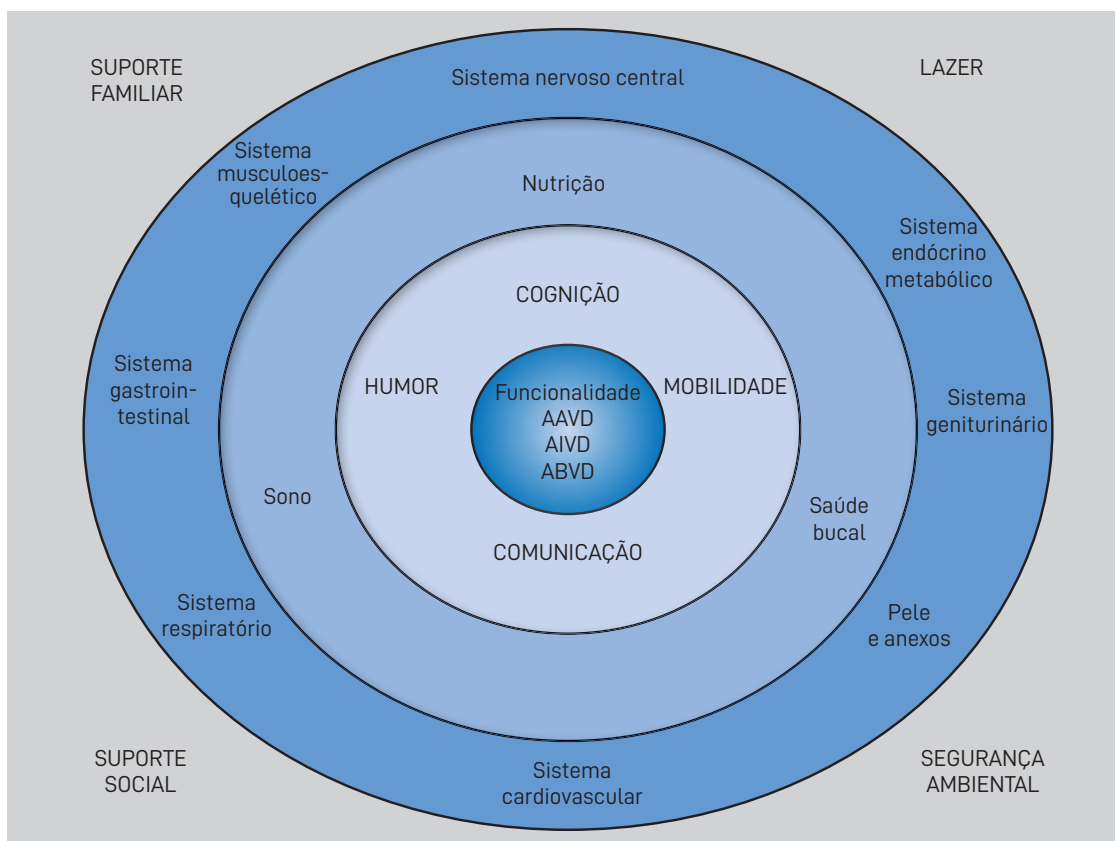 SUPORTE
FAMILIAR
LAZER
Sistema nervoso central
Sistema
musculoes-
quelético
Nutrição
Sistema
endócrino
metabólico
COGNIÇÃO
HUMOR
MOBILIDADE
Funcionalidade
AAVD
AIVD
ABVD
Sistema
gastroin-
testinal
Sistema
geniturinário
Sono
Saúde
bucal
COMUNICAÇÃO
Sistema
respiratório
Pele
e anexos
SUPORTE
SOCIAL
Sistema
cardiovascular
SEGURANÇA
AMBIENTAL